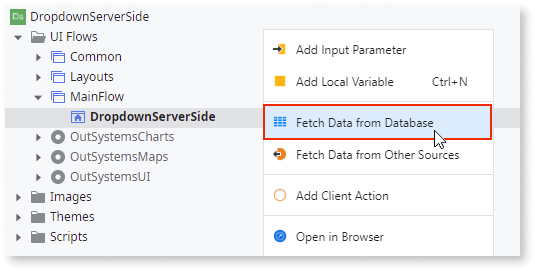 Ds DropdownServerSide
UI Flows
Common
Layouts
MainFlow
DropdownServerSide
OutSystemsCharts
OutSystemsMaps
OutSystemsUI
Images
Themes
Scripts
Add Input Parameter
Add Local Variable Ctrl+N
Fetch Data from Database
Fetch Data from Other Sources
Add Client Action
Open in Browser